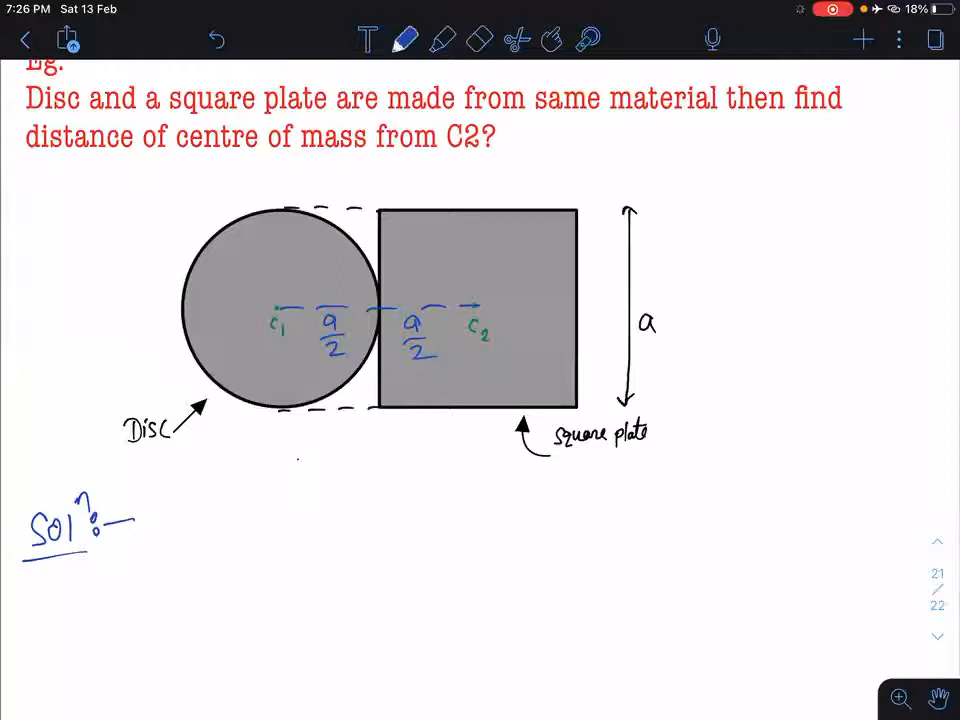 7:26 PM Sat 13 Feb
18%
T
Eg.
Disc and a square plate are made from same material then find
distance of centre of mass from C2?
C1
a/2
a/2
C2
a
Disc
square plate
Solⁿ:-
21
/
22